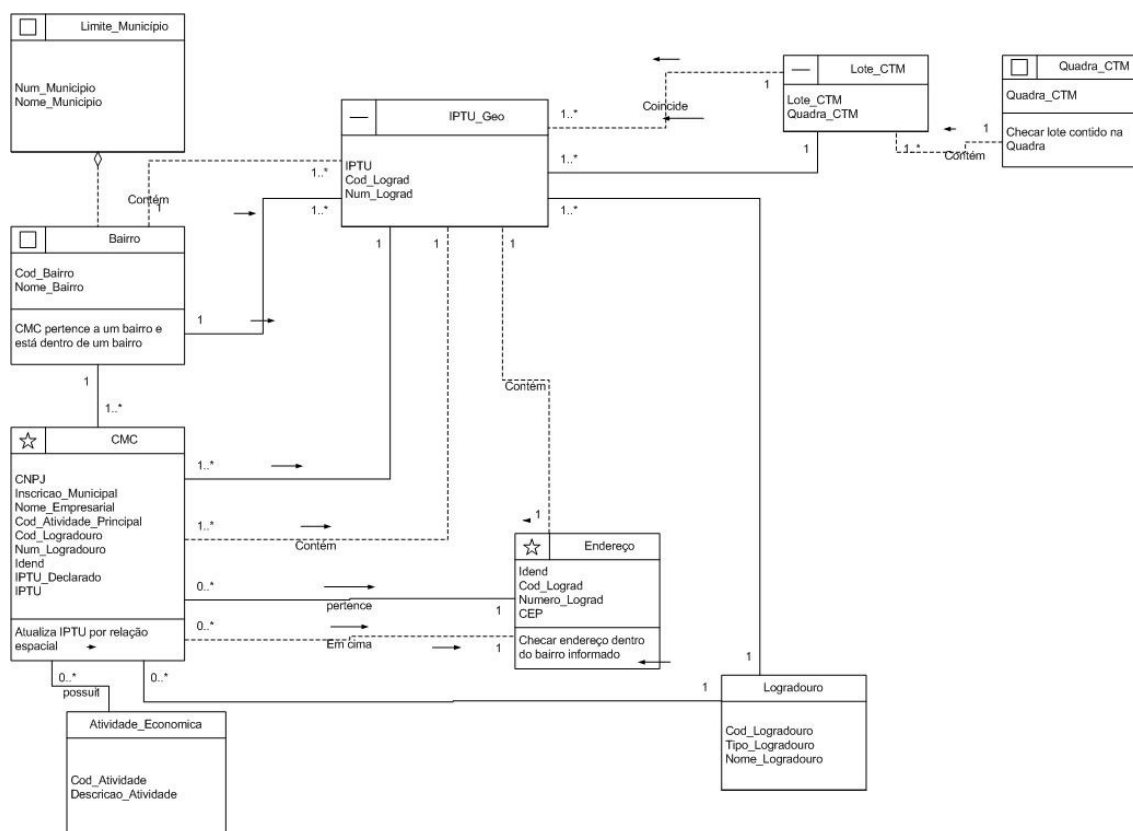 Limite_Município
Num_Municipio
Nome_Municipio
Lote_CTM
Lote_CTM
Quadra_CTM
Quadra_CTM
Quadra_CTM
Checar lote contido na
Quadra
1
1..*
Contém
1
1
Coincide
1..*
1..*
1..*
IPTU_Geo
IPTU
Cod_Lograd
Num_Lograd
1..*
1..*
Contém
1
Bairro
Cod_Bairro
Nome_Bairro
CMC pertence a um bairro e
está dentro de um bairro
1
1
1..*
1
1
1
Contém
CMC
CNPJ
Inscricao_Municipal
Nome_Empresarial
Cod_Atividade_Principal
Cod_Logradouro
Num_Logradouro
Idend
IPTU_Declarado
IPTU
Atualiza IPTU por relação
espacial
1..*
1..*
Contém
0..*
pertence
1
0..*
Em cima
1
1
Endereço
Idend
Cod_Lograd
Numero_Lograd
CEP
Checar endereço dentro
do bairro informado
0..*
possuit
0..*
1
1
Logradouro
Cod_Logradouro
Tipo_Logradouro
Nome_Logradouro
Atividade_Economica
Cod_Atividade
Descricao_Atividade